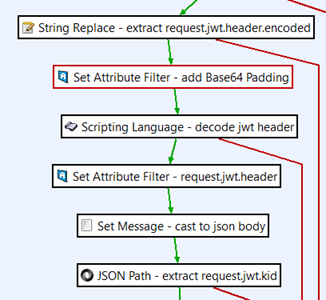 String Replace - extract request.jwt.header.encoded
Set Attribute Filter - add Base64 Padding
Scripting Language - decode jwt header
Set Attribute Filter - request.jwt.header
Set Message - cast to json body
JSON Path - extract request.jwt.kid